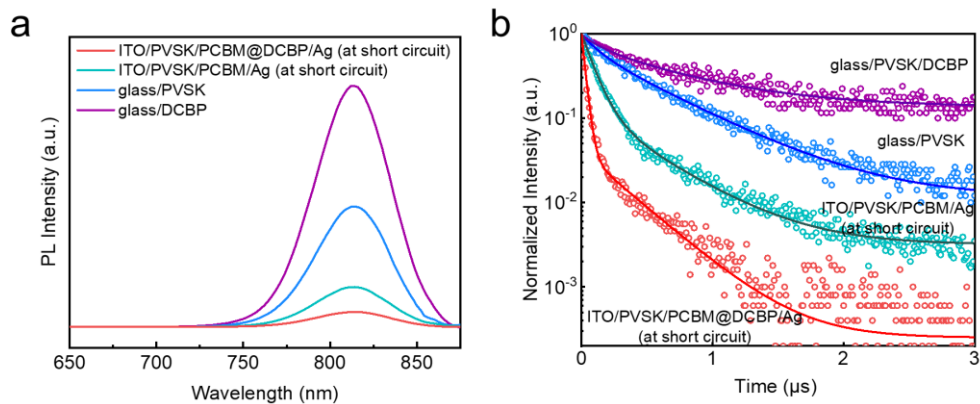 a
ITO/PVSK/PCBM@DCBP/Ag (at short circuit)
ITO/PVSK/PCBM/Ag (at short circuit)
glass/PVSK
glass/DCBP
PL Intensity (a.u.)
650
700
750
800
850
Wavelength (nm)
b
10^0
10^-1
10^-2
10^-3
Normalized Intensity (a.u.)
glass/PVSK/DCBP
glass/PVSK
ITO/PVSK/PCBM/Ag
(at short circuit)
ITO/PVSK/PCBM@DCBP/Ag
(at short circuit)
0
1
2
3
Time (µs)